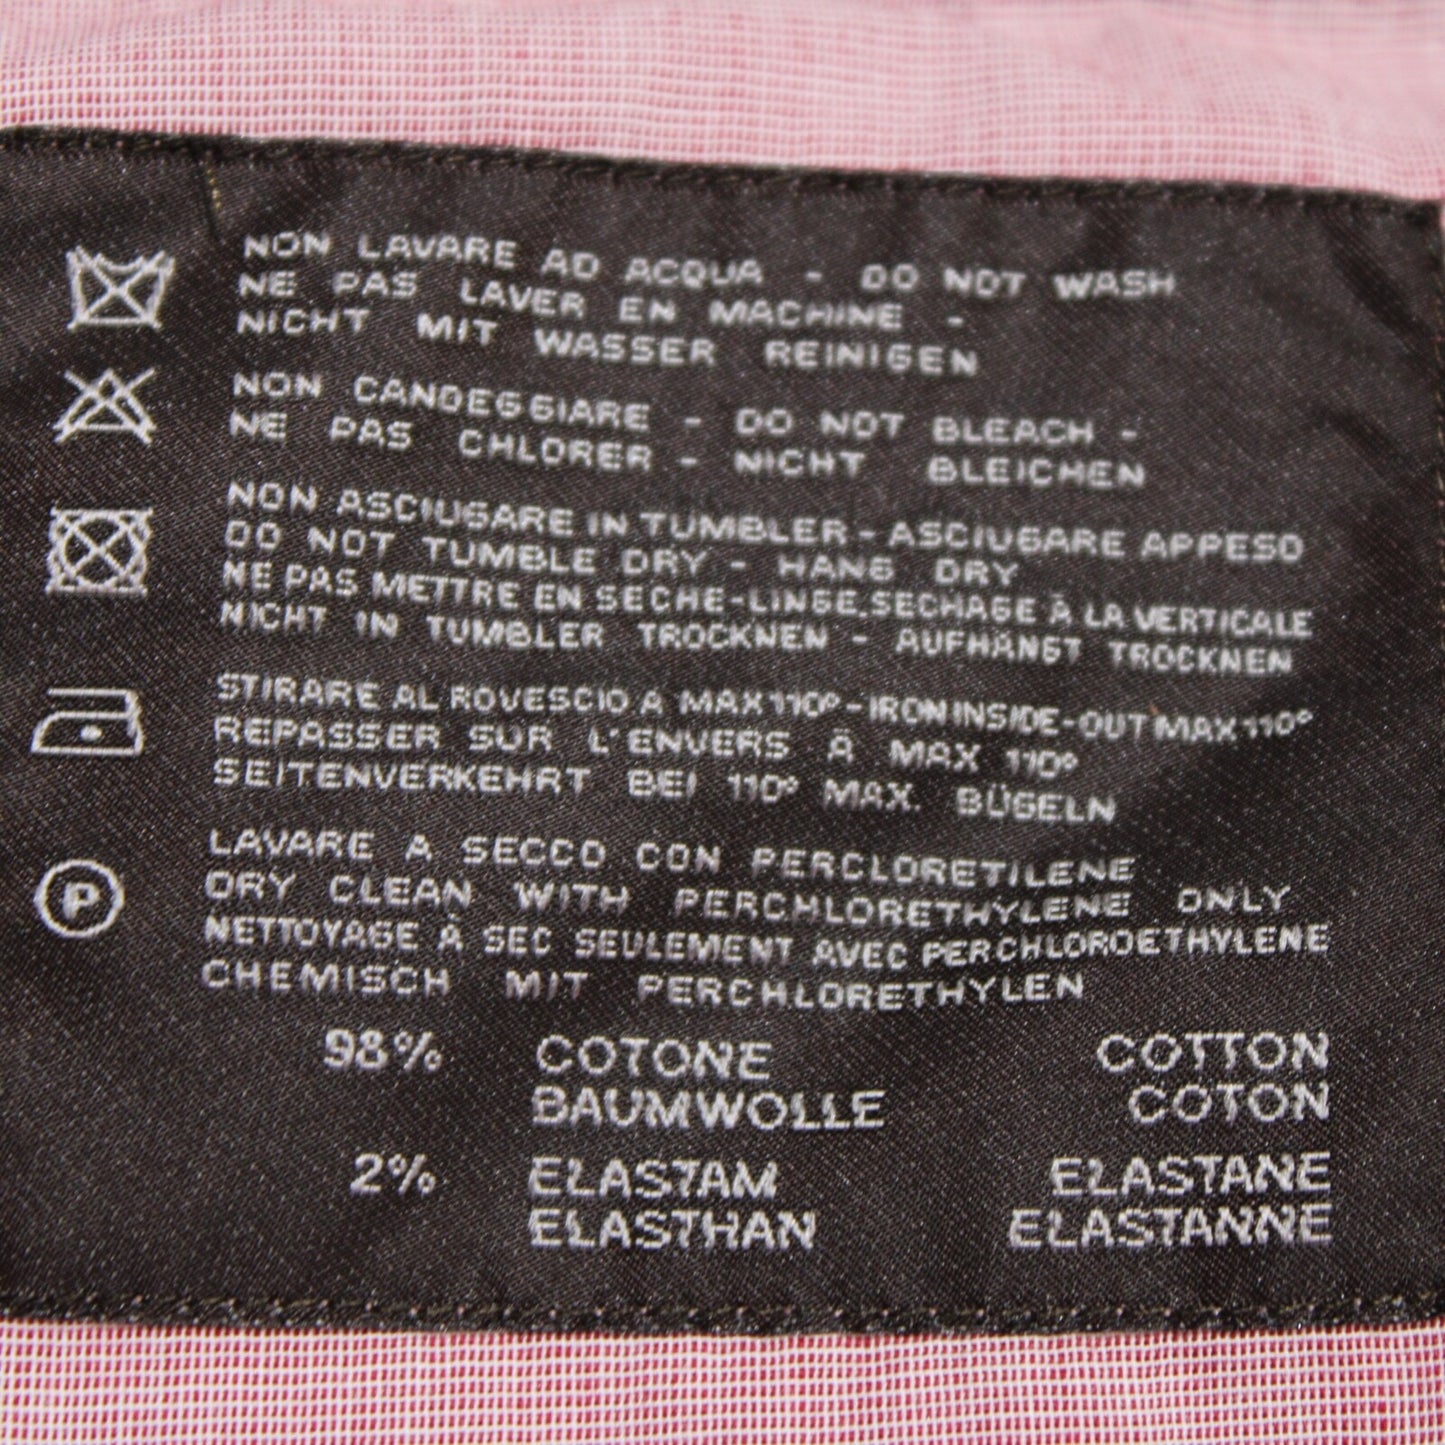 NON LAVARE AD ACQUA - DO NOT WASH
NE PAS LAVER EN MACHINE -
NICHT MIT WASSER REINIGEN
NON CANDEGGIARE - DO NOT BLEACH -
NE PAS CHLORER - NICHT BLEICHEN
NON ASCIUGARE IN TUMBLER - ASCIUGARE APPESO
DO NOT TUMBLE DRY - HANG DRY
NE PAS METTRE EN SECHE-LINGE.SECHAGE À LA VERTICALE
NICHT IN TUMBLER TROCKNEN - AUFHÄNGT TROCKNEN
STIRARE AL ROVESCIO A MAX 110° - IRON INSIDE-OUT MAX 110°
REPASSER SUR L'ENVERS À MAX 110°
SEITENVERKEHRT BEI 110° MAX. BÜGELN
LAVARE A SECCO CON PERCLORETILENE
DRY CLEAN WITH PERCHLORETHYLENE ONLY
NETTOYAGE À SEC SEULEMENT AVEC PERCHLOROETHYLENE
CHEMISCH MIT PERCHLORETHYLEN
P
98% COTONE COTTON
BAUMWOLLE COTON
2% ELASTAM ELASTANE
ELASTHAN ELASTANNE